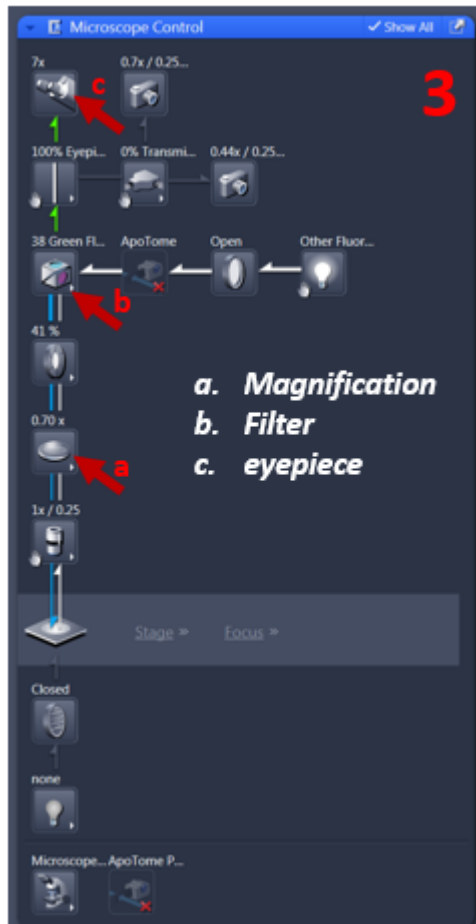 Microscope Control
Show All
3
7x
0.7x / 0.25...
c
100% Eyepi...
0% Transmi...
0.44x / 0.25...
38 Green Fl...
ApoTome
Open
Other Fluor...
b
41 %
a. Magnification
b. Filter
c. eyepiece
0.70 x
a
1x / 0.25
Stage »
Focus »
Closed
none
Microscope...
ApoTome P...